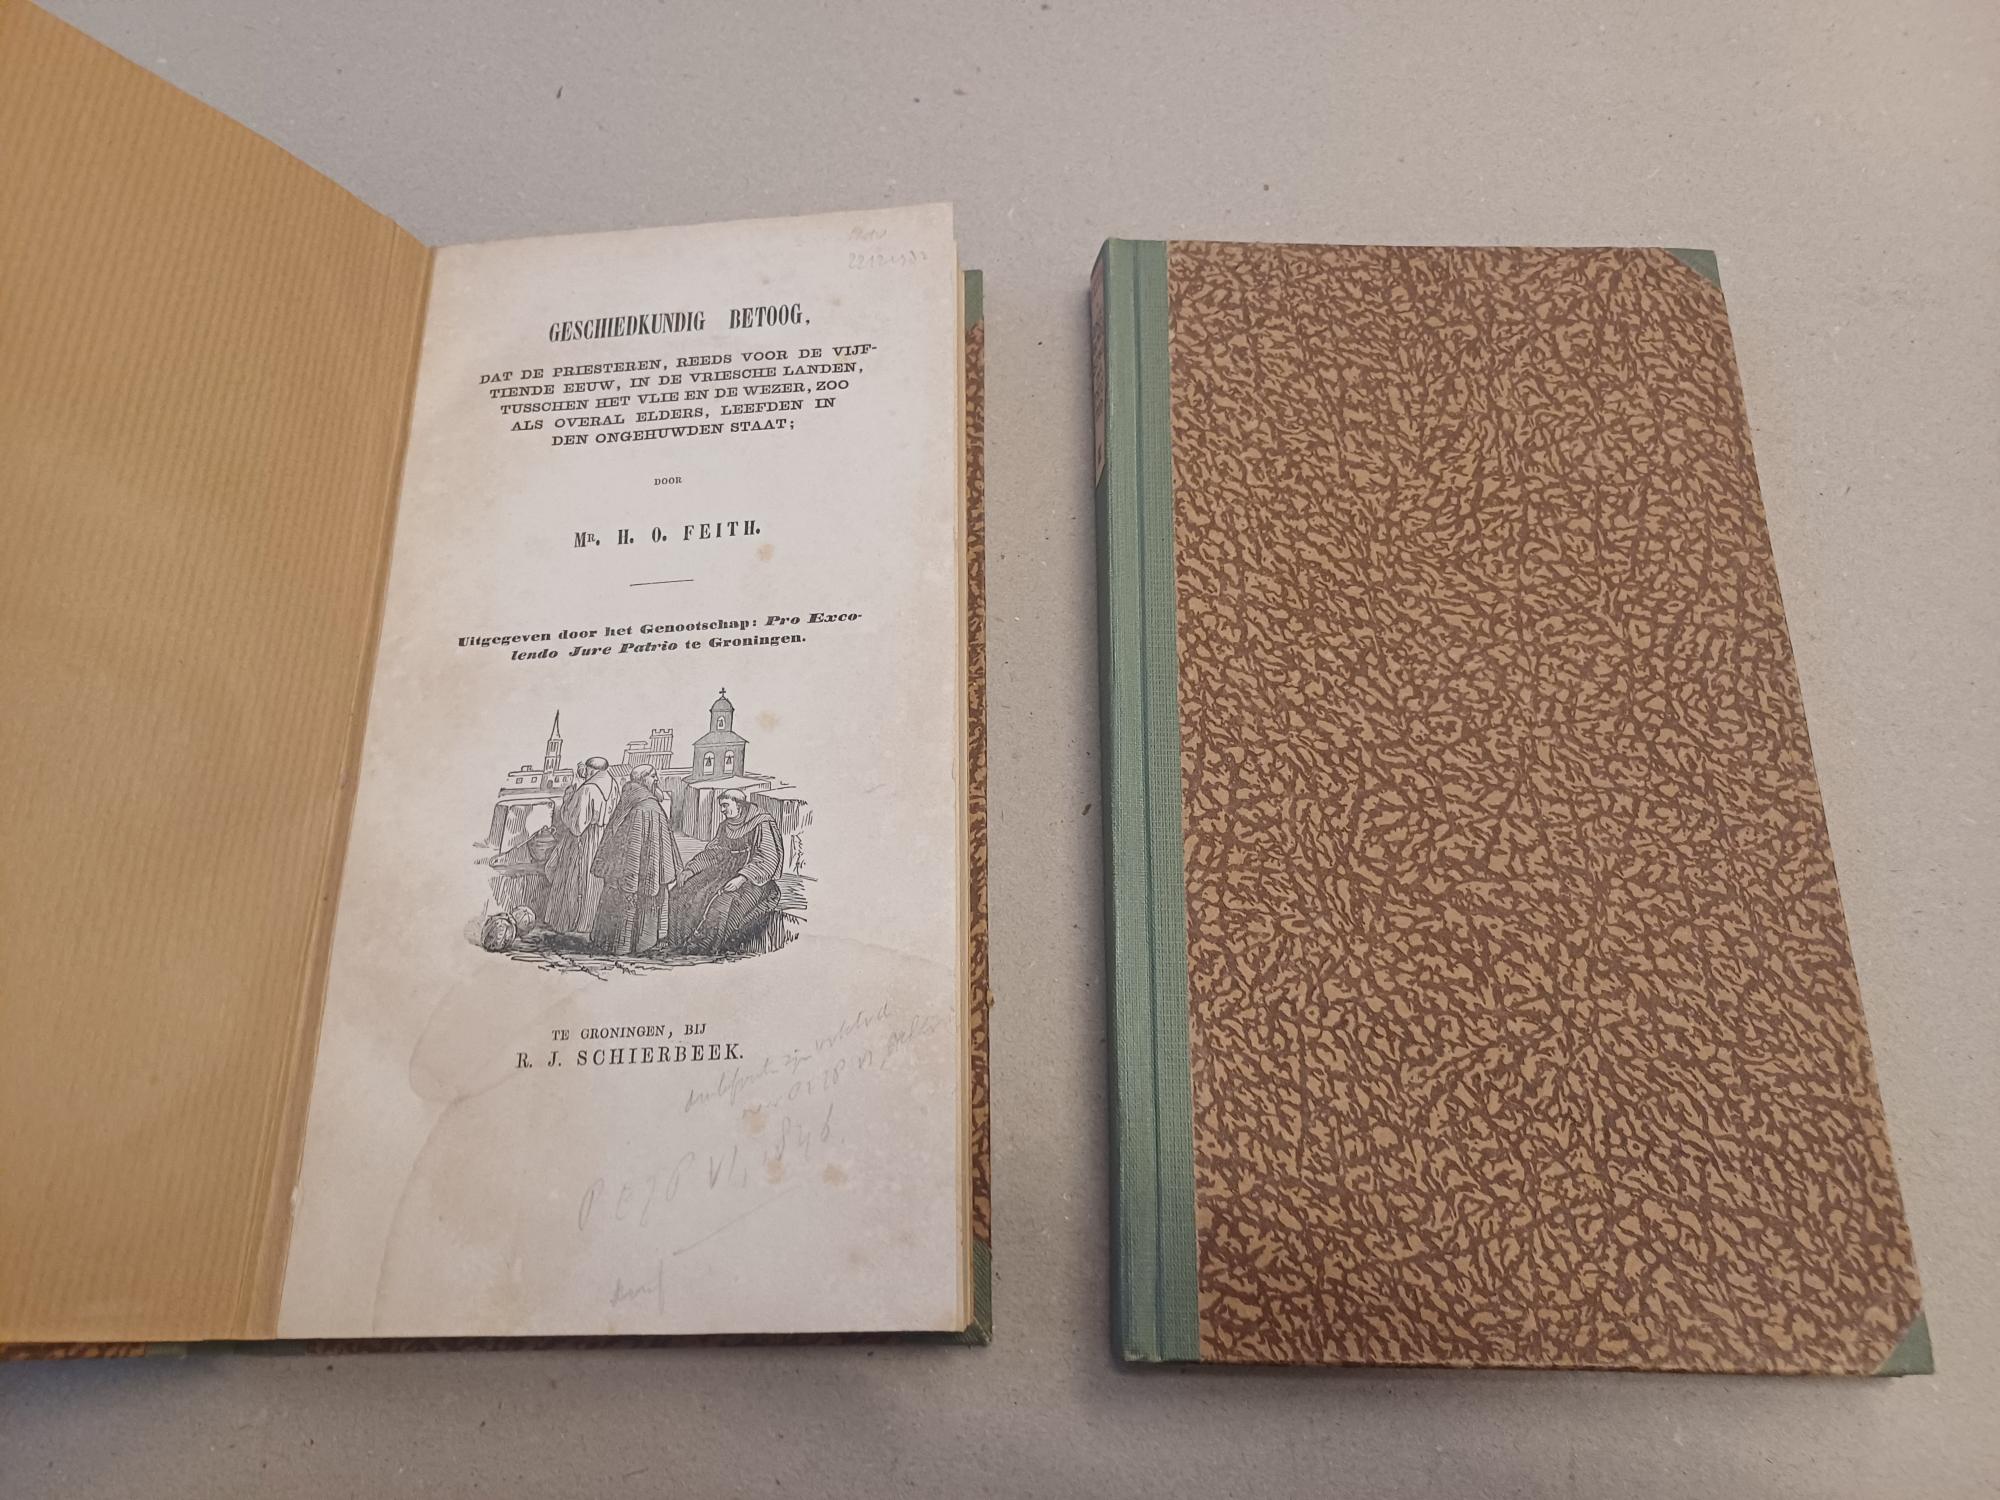 GESCHIEDKUNDIG BETOOG,
DAT DE PRIESTEREN, REEDS VOOR DE VIJF-
TIENDE EEUW, IN DE VRIESCHE LANDEN,
TUSSCHEN HET VLIE EN DE WEZER, ZOO
ALS OVERAL ELDERS, LEEFDEN IN
DEN ONGEHUWDEN STAAT;
DOOR
MR. H. O. FEITH.
Uitgegeven door het Genootschap: Pro Exco-
lendo Jure Patrio te Groningen.
TE GRONINGEN, BIJ
R. J. SCHIERBEEK.